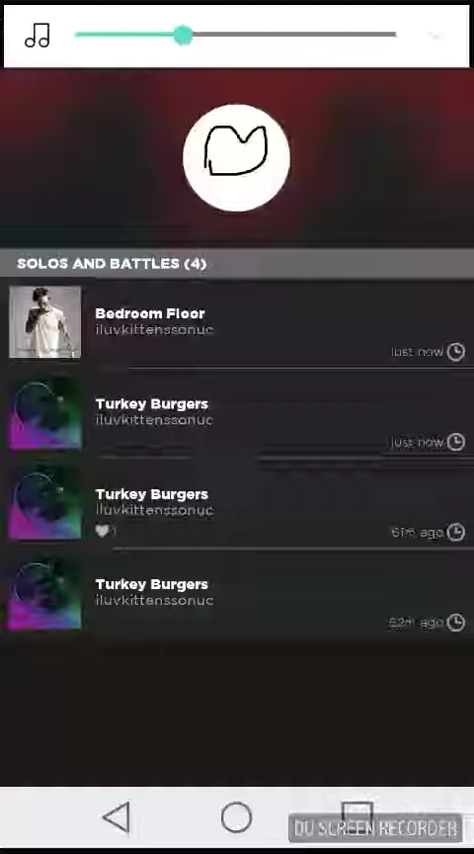 SOLOS AND BATTLES (4)
Bedroom Floor
iluvkittenssonuc
just now
Turkey Burgers
iluvkittenssonuc
just now
Turkey Burgers
iluvkittenssonuc
1
61m ago
Turkey Burgers
iluvkittenssonuc
62m ago
DU SCREEN RECORDER